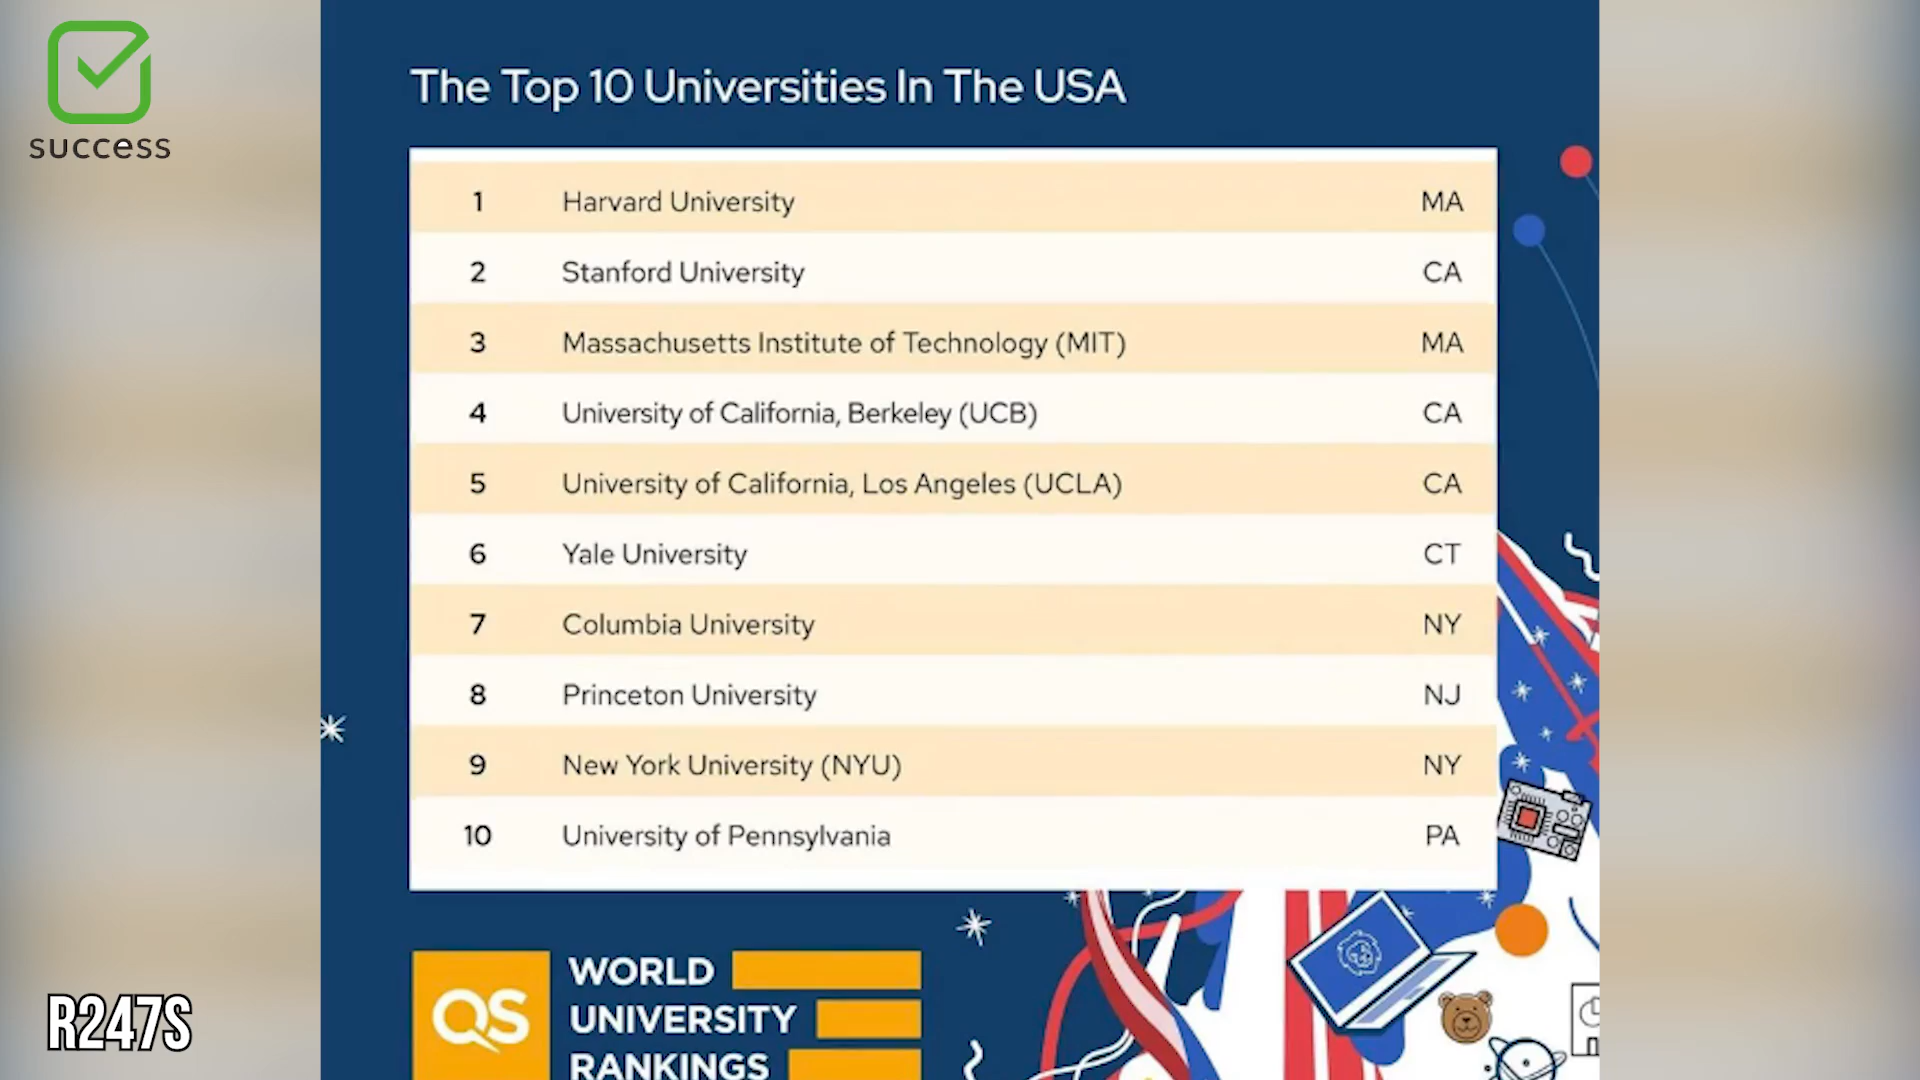 success
The Top 10 Universities In The USA
1 Harvard University MA
2 Stanford University CA
3 Massachusetts Institute of Technology (MIT) MA
4 University of California, Berkeley (UCB) CA
5 University of California, Los Angeles (UCLA) CA
6 Yale University CT
7 Columbia University NY
8 Princeton University NJ
9 New York University (NYU) NY
10 University of Pennsylvania PA
QS
WORLD
UNIVERSITY
RANKINGS
R247S